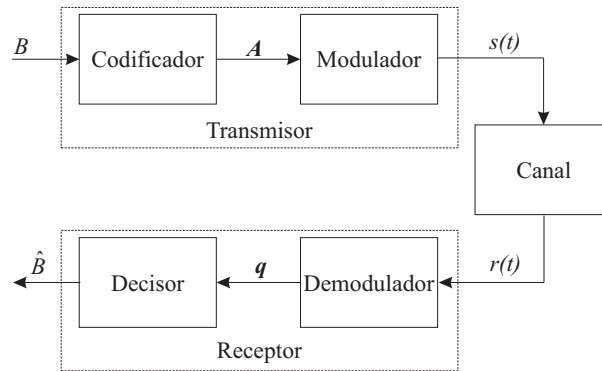 B
Codificador
A
Modulador
s(t)
Transmisor
Canal
B̂
Decisor
q
Demodulador
r(t)
Receptor